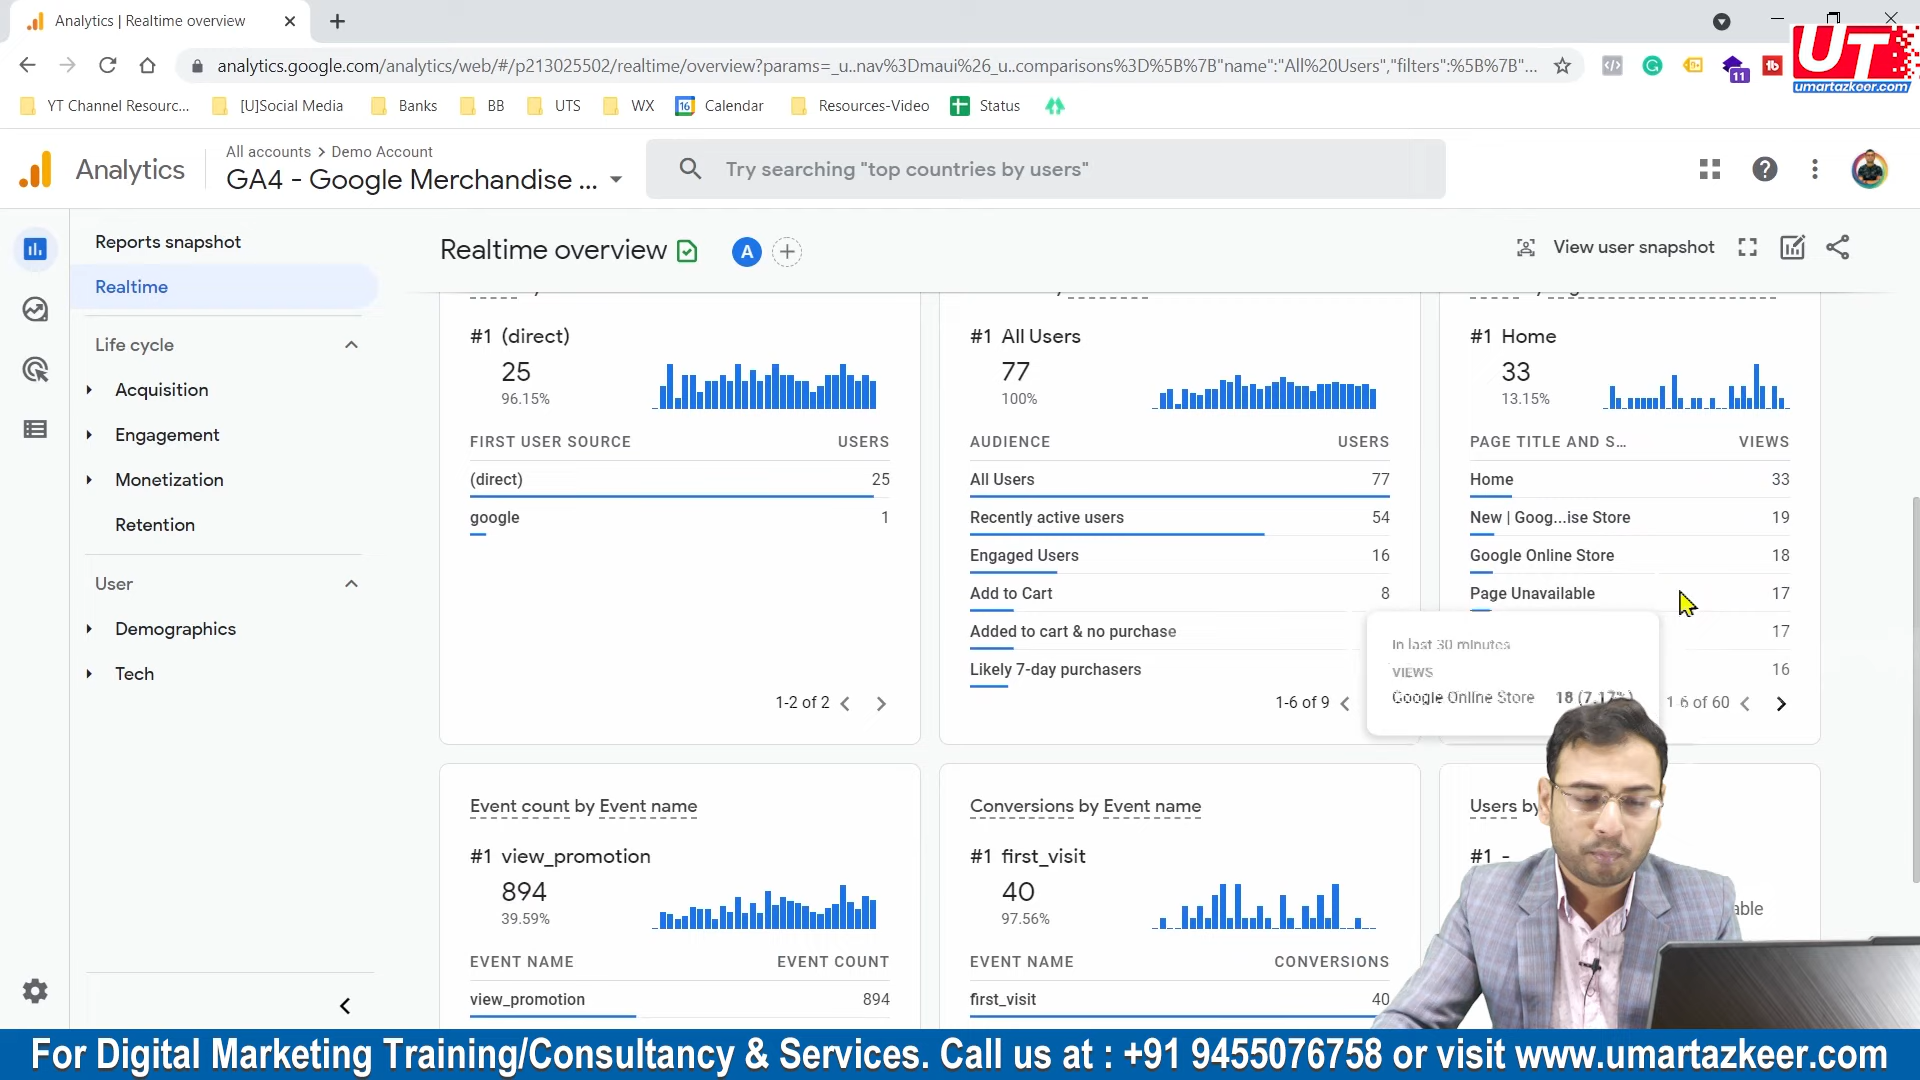 Analytics | Realtime overview
UT
umartazkeer.com
analytics.google.com/analytics/web/#/p213025502/realtime/overview?params=_u..nav%3Dmaui%26_u..comparisons%3D%5B%7B"name":"All%20Users","filters":%5B%7B"...
11
YT Channel Resourc... [U]Social Media Banks BB UTS WX 16 Calendar Resources-Video Status
Analytics
All accounts > Demo Account
GA4 - Google Merchandise ...
Try searching "top countries by users"
Reports snapshot
Realtime
Life cycle
Acquisition
Engagement
Monetization
Retention
User
Demographics
Tech
Realtime overview
A
View user snapshot
#1 (direct)
25
96.15%
FIRST USER SOURCE USERS
(direct) 25
google 1
1-2 of 2
#1 All Users
77
100%
AUDIENCE USERS
All Users 77
Recently active users 54
Engaged Users 16
Add to Cart 8
Added to cart & no purchase
Likely 7-day purchasers
1-6 of 9
#1 Home
33
13.15%
PAGE TITLE AND S... VIEWS
Home 33
New | Goog...ise Store 19
Google Online Store 18
Page Unavailable 17
17
16
1-6 of 60
In last 30 minutes
VIEWS
Google Online Store 18 (7.17%)
Event count by Event name
#1 view_promotion
894
39.59%
EVENT NAME EVENT COUNT
view_promotion 894
Conversions by Event name
#1 first_visit
40
97.56%
EVENT NAME CONVERSIONS
first_visit 40
Users by
#1 -
For Digital Marketing Training/Consultancy & Services. Call us at : +91 9455076758 or visit www.umartazkeer.com